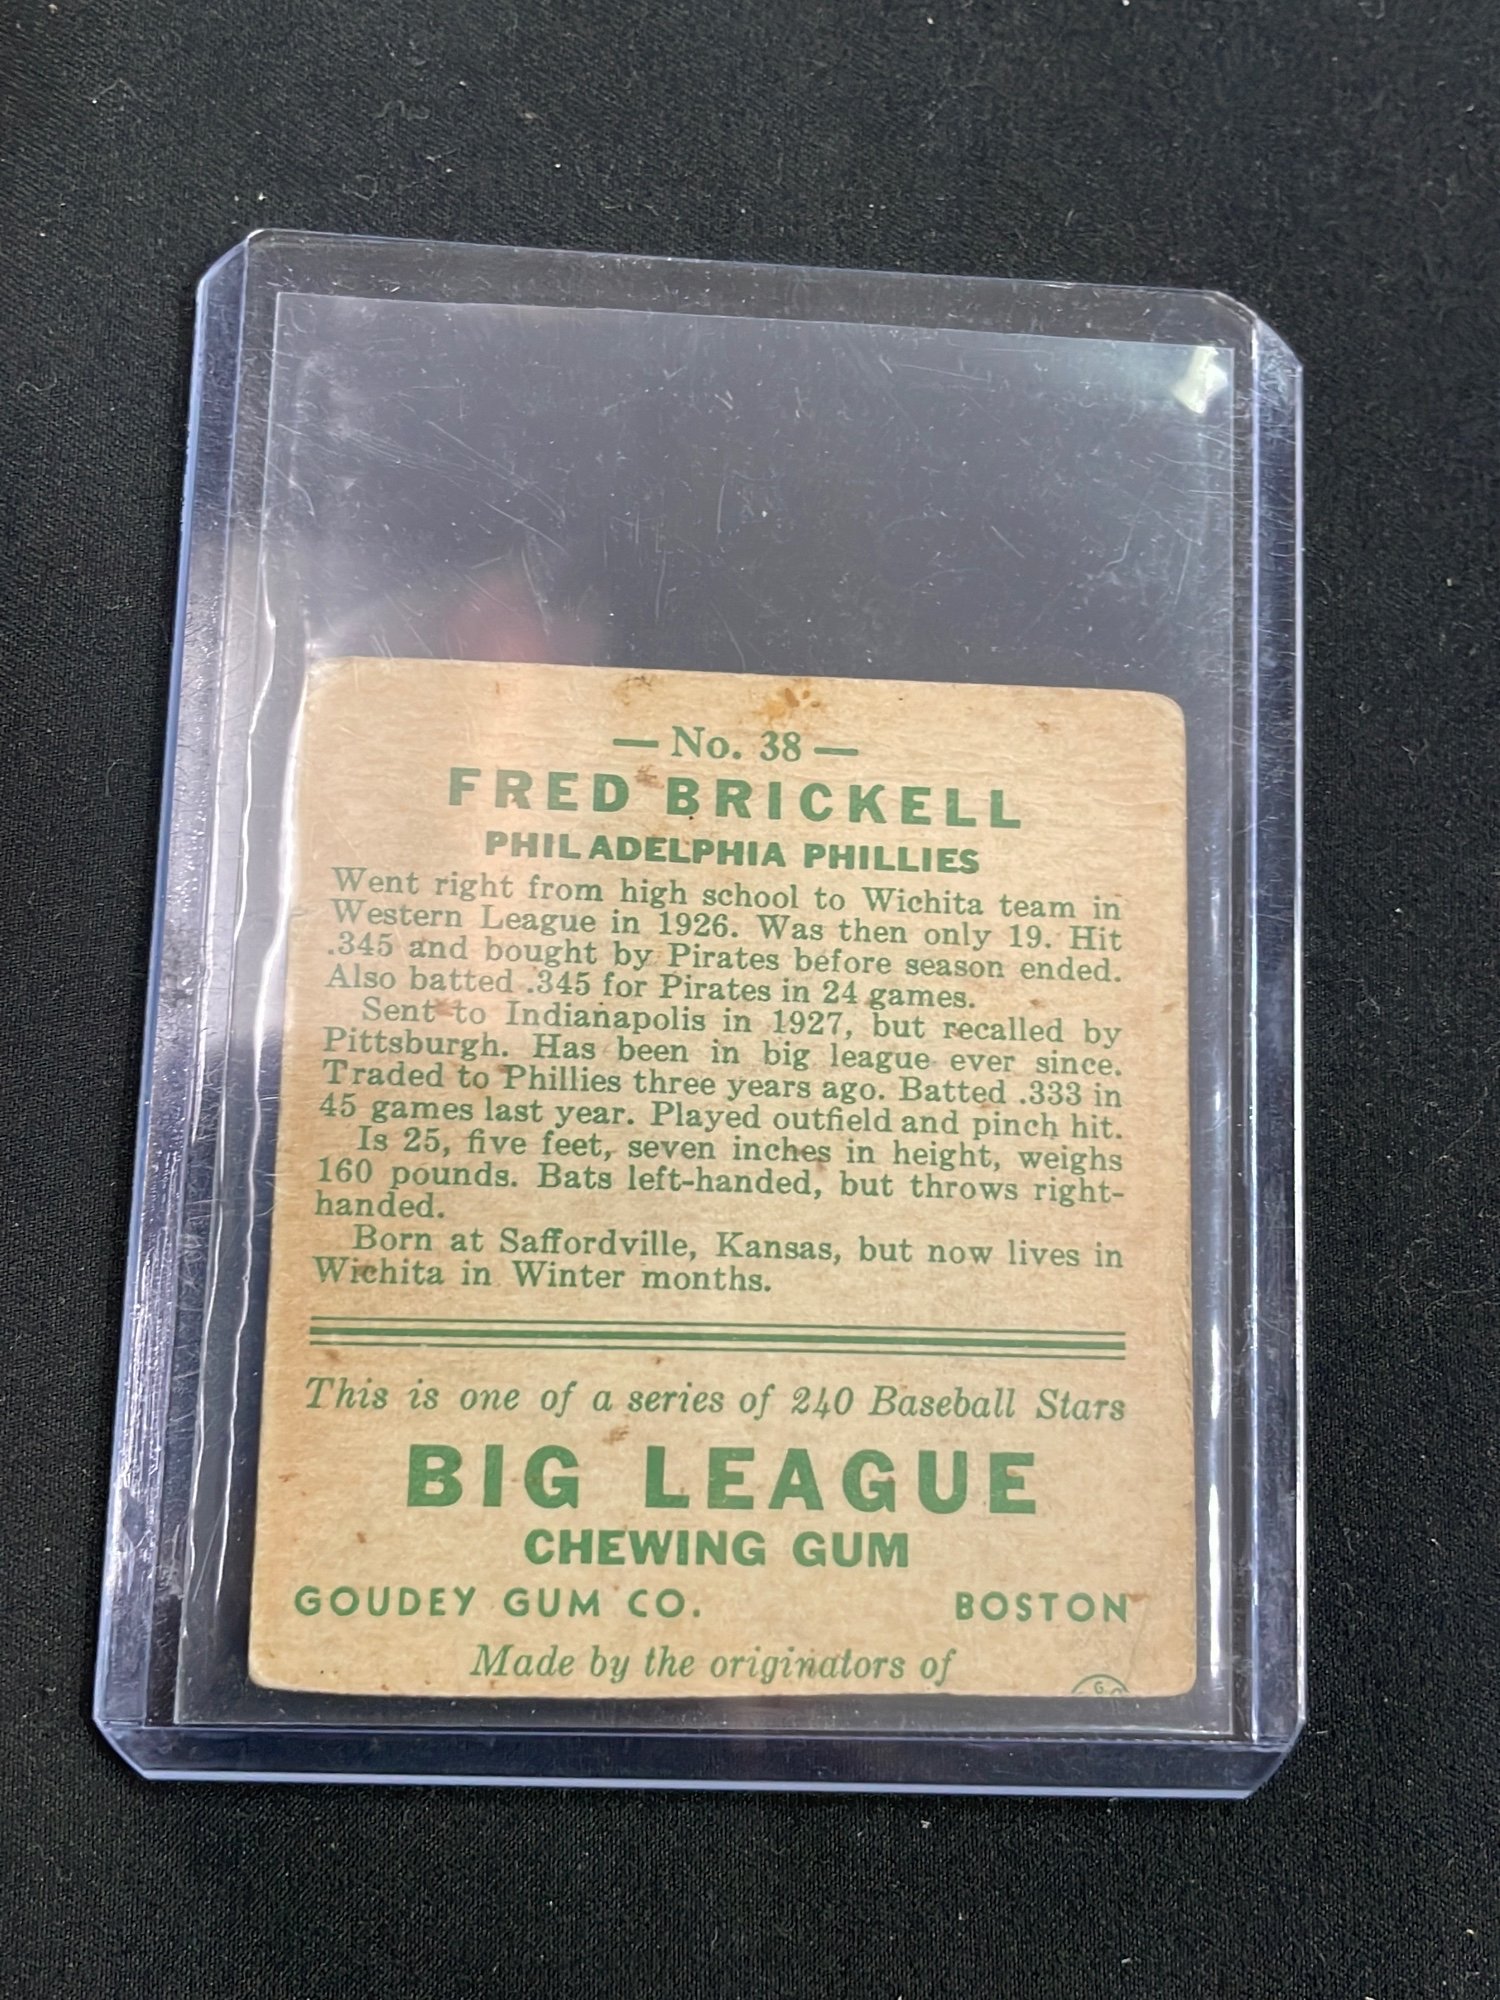 — No. 38 —
FRED BRICKELL
PHILADELPHIA PHILLIES
Went right from high school to Wichita team in
Western League in 1926. Was then only 19. Hit
.345 and bought by Pirates before season ended.
Also batted .345 for Pirates in 24 games.
Sent to Indianapolis in 1927, but recalled by
Pittsburgh. Has been in big league ever since.
Traded to Phillies three years ago. Batted .333 in
45 games last year. Played outfield and pinch hit.
Is 25, five feet, seven inches in height, weighs
160 pounds. Bats left-handed, but throws right-
handed.
Born at Saffordville, Kansas, but now lives in
Wichita in Winter months.
This is one of a series of 240 Baseball Stars
BIG LEAGUE
CHEWING GUM
GOUDEY GUM CO. BOSTON
Made by the originators of